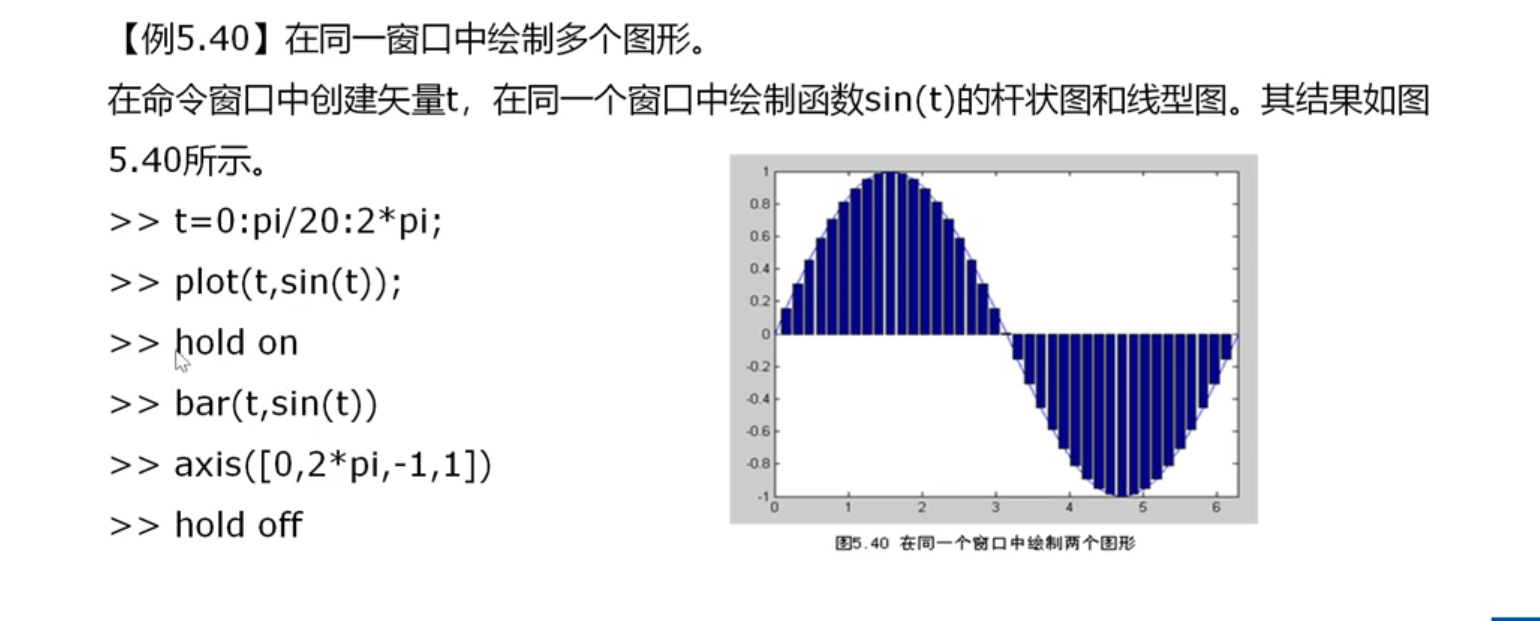 【例5.40】在同一窗口中绘制多个图形。
在命令窗口中创建矢量t，在同一个窗口中绘制函数sin(t)的杆状图和线型图。其结果如图
5.40所示。
>> t=0:pi/20:2*pi;
>> plot(t,sin(t));
>> hold on
>> bar(t,sin(t))
>> axis([0,2*pi,-1,1])
>> hold off
1
0.8
0.6
0.4
0.2
0
-0.2
-0.4
-0.6
-0.8
-1
0 1 2 3 4 5 6
图5.40 在同一个窗口中绘制两个图形